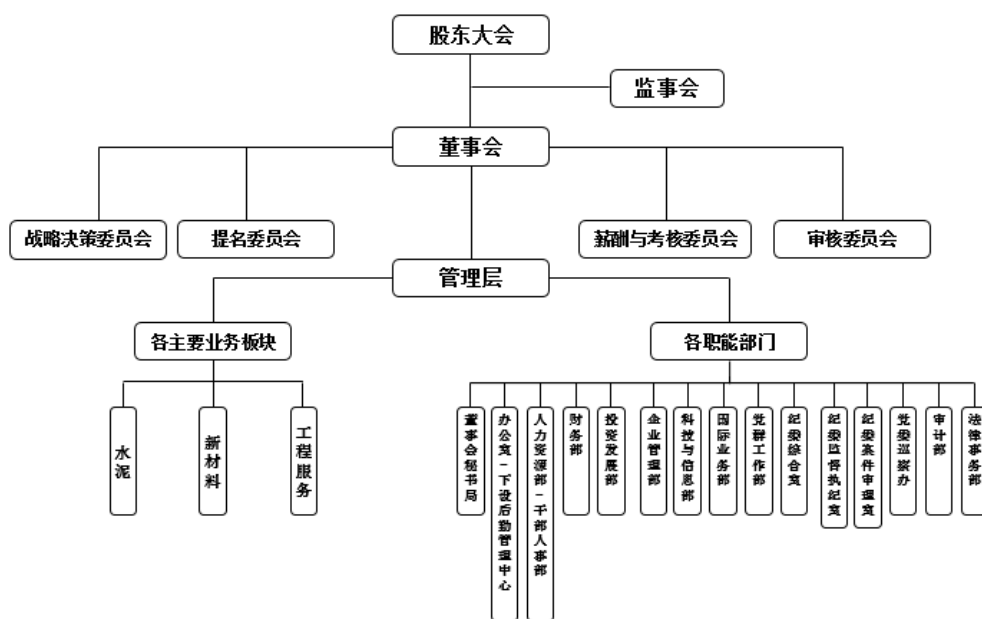 股东大会
监事会
董事会
战略决策委员会
提名委员会
薪酬与考核委员会
审核委员会
管理层
各主要业务板块
各职能部门
水泥
新材料
工程服务
董事会秘书局
办公室-下设后勤管理中心
人力资源部-干部人事部
财务部
投资发展部
企业管理部
科技与信息部
国际业务部
党群工作部
纪委综合室
纪委监督执纪室
纪委案件审理室
党委巡察办
审计部
法律事务部